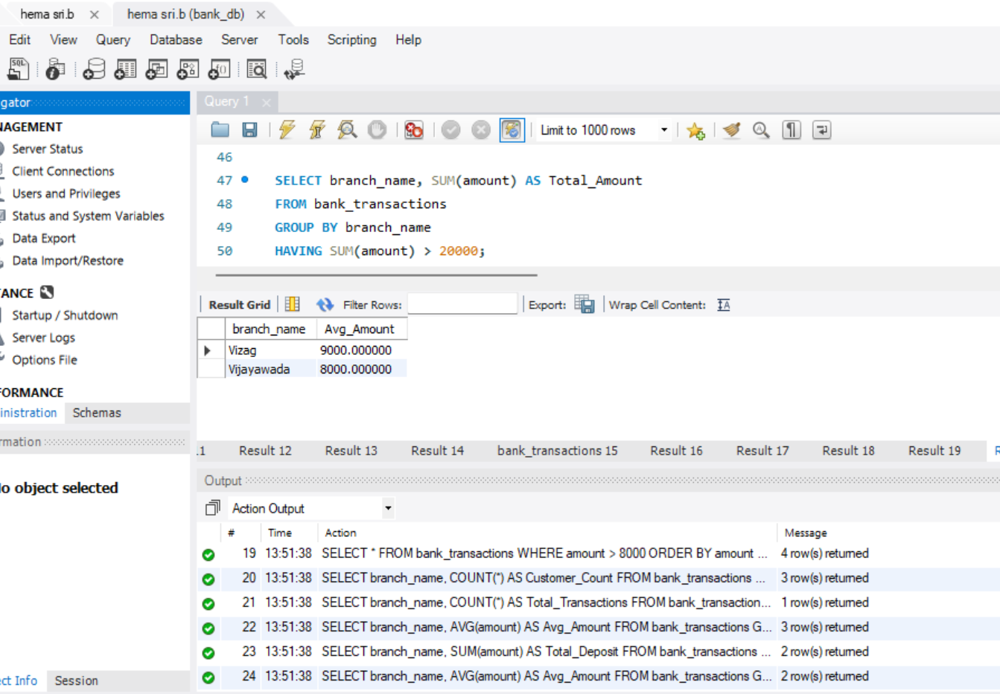 hema sri.b ×   hema sri.b (bank_db) ×
Edit View Query Database Server Tools Scripting Help
SQL
gator
Query 1 ×
NAGEMENT
Server Status
Client Connections
Users and Privileges
Status and System Variables
Data Export
Data Import/Restore
TANCE
Startup / Shutdown
Server Logs
Options File
FORMANCE
inistration Schemas
rmation
No object selected
ect Info Session
Limit to 1000 rows
46
47 SELECT branch_name, SUM(amount) AS Total_Amount
48 FROM bank_transactions
49 GROUP BY branch_name
50 HAVING SUM(amount) > 20000;
Result Grid Filter Rows: Export: Wrap Cell Content: IA
branch_name Avg_Amount
Vizag 9000.000000
Vijayawada 8000.000000
.1 Result 12 Result 13 Result 14 bank_transactions 15 Result 16 Result 17 Result 18 Result 19 R
Output
Action Output
# Time Action Message
19 13:51:38 SELECT * FROM bank_transactions WHERE amount > 8000 ORDER BY amount ... 4 row(s) returned
20 13:51:38 SELECT branch_name, COUNT(*) AS Customer_Count FROM bank_transactions ... 3 row(s) returned
21 13:51:38 SELECT branch_name, COUNT(*) AS Total_Transactions FROM bank_transaction... 1 row(s) returned
22 13:51:38 SELECT branch_name, AVG(amount) AS Avg_Amount FROM bank_transactions G... 3 row(s) returned
23 13:51:38 SELECT branch_name, SUM(amount) AS Total_Deposit FROM bank_transactions ... 2 row(s) returned
24 13:51:38 SELECT branch_name, AVG(amount) AS Avg_Amount FROM bank_transactions G... 2 row(s) returned